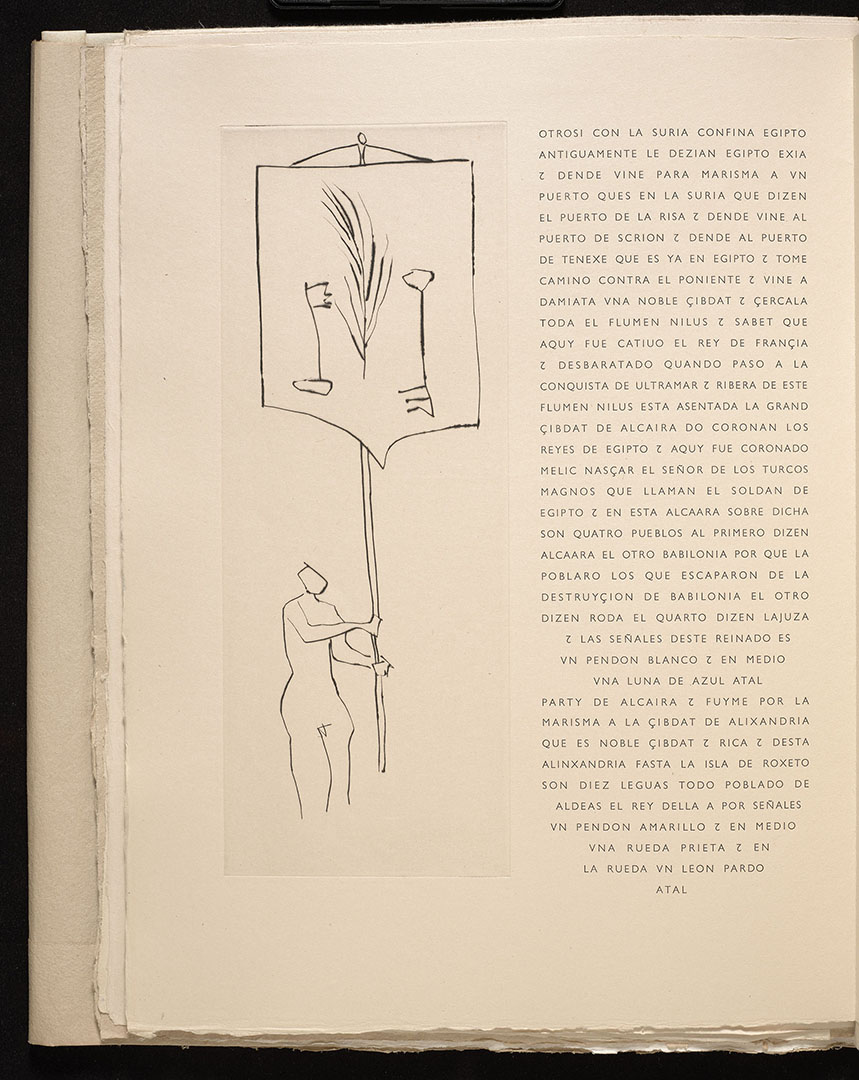 OTROSI CON LA SURIA CONFINA EGIPTO
ANTIGUAMENTE LE DEZIAN EGIPTO EXIA
⁊ DENDE VINE PARA MARISMA A VN
PUERTO QUES EN LA SURIA QUE DIZEN
EL PUERTO DE LA RISA ⁊ DENDE VINE AL
PUERTO DE SCRION ⁊ DENDE AL PUERTO
DE TENEXE QUE ES YA EN EGIPTO ⁊ TOME
CAMINO CONTRA EL PONIENTE ⁊ VINE A
DAMIATA VNA NOBLE ÇIBDAT ⁊ ÇERCALA
TODA EL FLUMEN NILUS ⁊ SABET QUE
AQUY FUE CATIUO EL REY DE FRANÇIA
⁊ DESBARATADO QUANDO PASO A LA
CONQUISTA DE ULTRAMAR ⁊ RIBERA DE ESTE
FLUMEN NILUS ESTA ASENTADA LA GRAND
ÇIBDAT DE ALCAIRA DO CORONAN LOS
REYES DE EGIPTO ⁊ AQUY FUE CORONADO
MELIC NASÇAR EL SEÑOR DE LOS TURCOS
MAGNOS QUE LLAMAN EL SOLDAN DE
EGIPTO ⁊ EN ESTA ALCAARA SOBRE DICHA
SON QUATRO PUEBLOS AL PRIMERO DIZEN
ALCAARA EL OTRO BABILONIA POR QUE LA
POBLARO LOS QUE ESCAPARON DE LA
DESTRUYÇION DE BABILONIA EL OTRO
DIZEN RODA EL QUARTO DIZEN LAJUZA
⁊ LAS SEÑALES DESTE REINADO ES
VN PENDON BLANCO ⁊ EN MEDIO
VNA LUNA DE AZUL ATAL
PARTY DE ALCAIRA ⁊ FUYME POR LA
MARISMA A LA ÇIBDAT DE ALIXANDRIA
QUE ES NOBLE ÇIBDAT ⁊ RICA ⁊ DESTA
ALINXANDRIA FASTA LA ISLA DE ROXETO
SON DIEZ LEGUAS TODO POBLADO DE
ALDEAS EL REY DELLA A POR SEÑALES
VN PENDON AMARILLO ⁊ EN MEDIO
VNA RUEDA PRIETA ⁊ EN
LA RUEDA VN LEON PARDO
ATAL